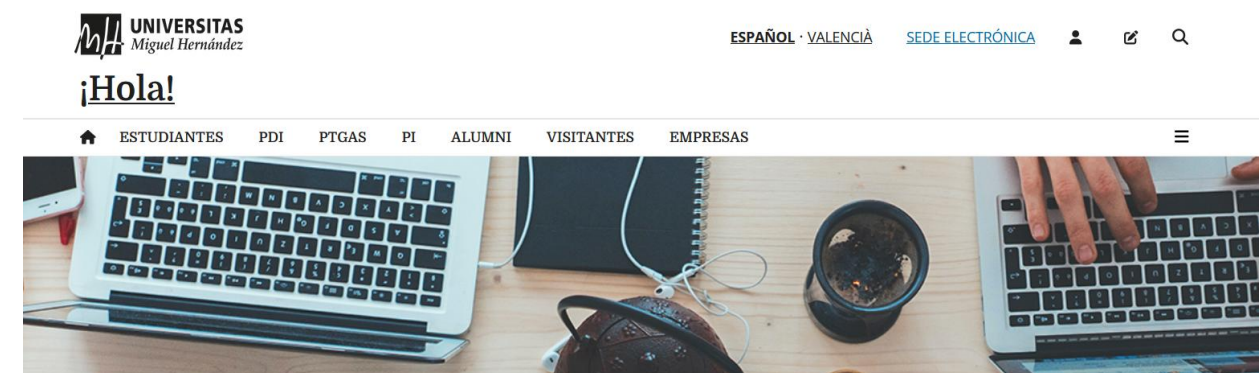 UNIVERSITAS
Miguel Hernández
ESPAÑOL · VALENCIÀ SEDE ELECTRÓNICA
¡Hola!
ESTUDIANTES PDI PTGAS PI ALUMNI VISITANTES EMPRESAS